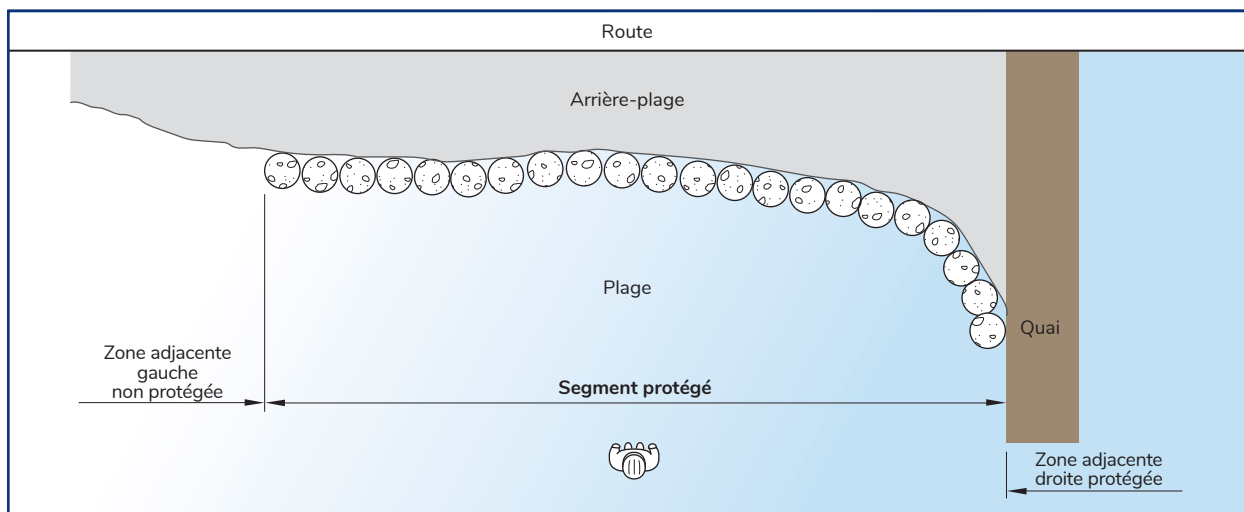 Route
Arrière-plage
Plage
Quai
Zone adjacente
gauche
non protégée
Segment protégé
Zone adjacente
droite protégée